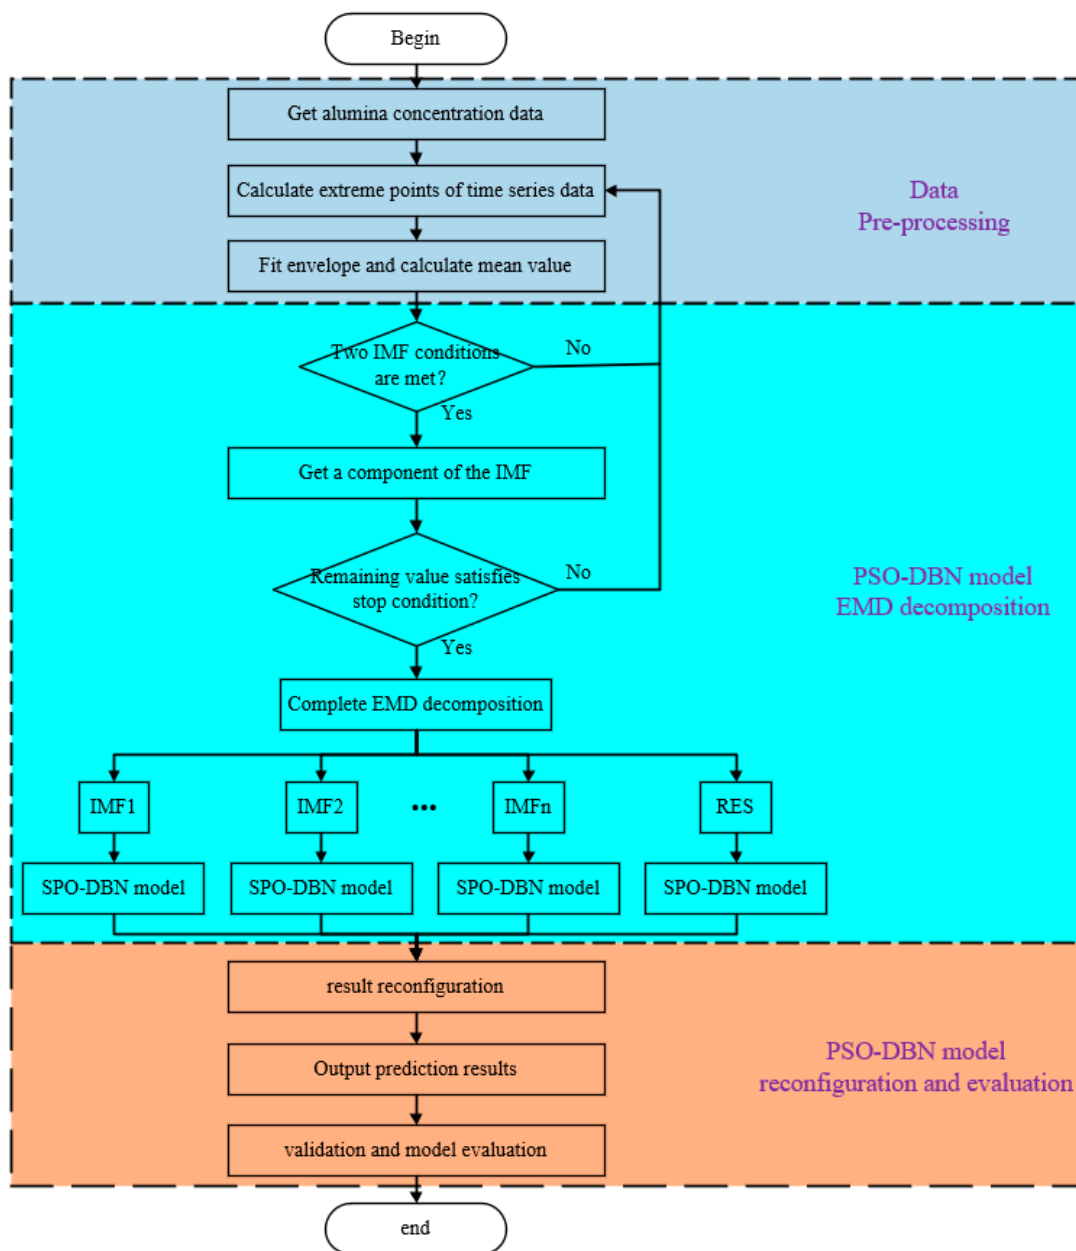 Begin
Get alumina concentration data
Calculate extreme points of time series data
Data
Pre-processing
Fit envelope and calculate mean value
Two IMF conditions
are met?
No
Yes
Get a component of the IMF
Remaining value satisfies
stop condition?
No
PSO-DBN model
EMD decomposition
Yes
Complete EMD decomposition
IMF1
IMF2
...
IMFn
RES
SPO-DBN model
SPO-DBN model
SPO-DBN model
SPO-DBN model
result reconfiguration
Output prediction results
PSO-DBN model
reconfiguration and evaluation
validation and model evaluation
end